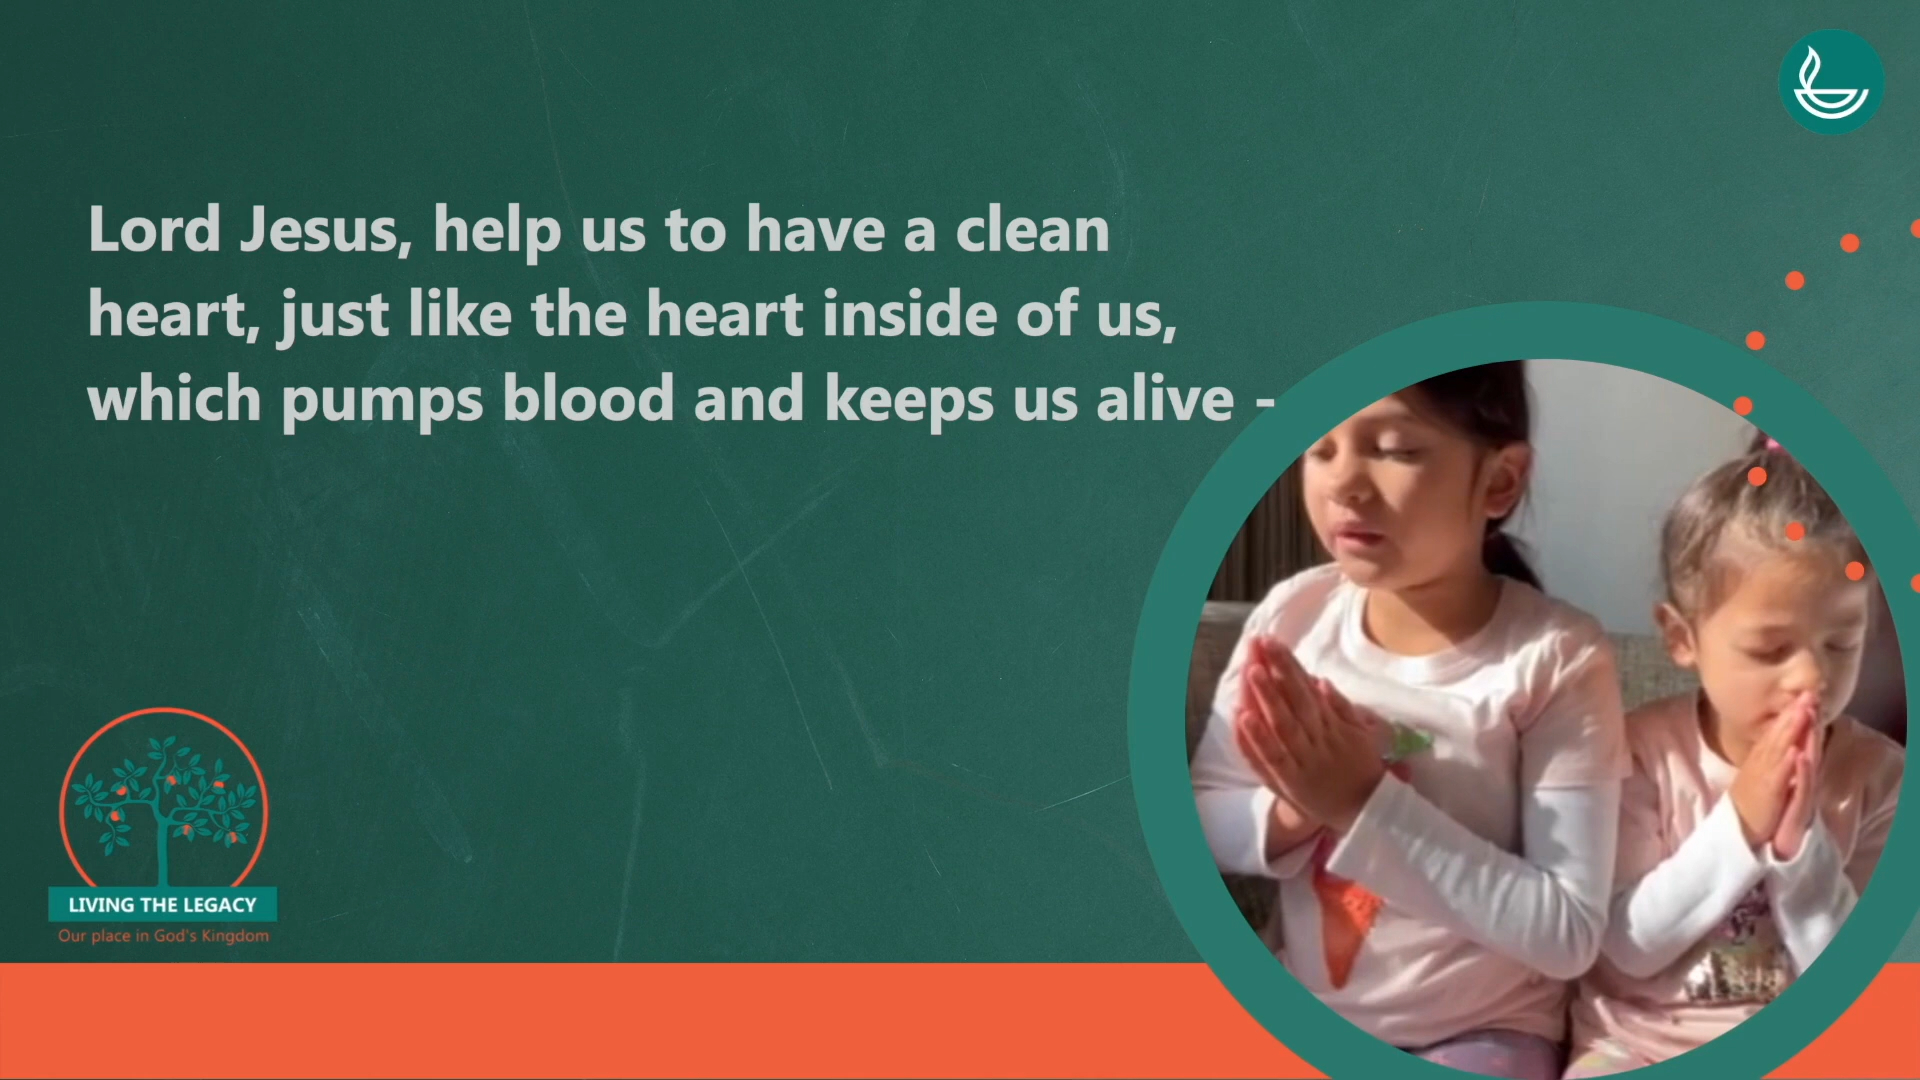 Lord Jesus, help us to have a clean
heart, just like the heart inside of us,
which pumps blood and keeps us alive -
LIVING THE LEGACY
Our place in God's Kingdom